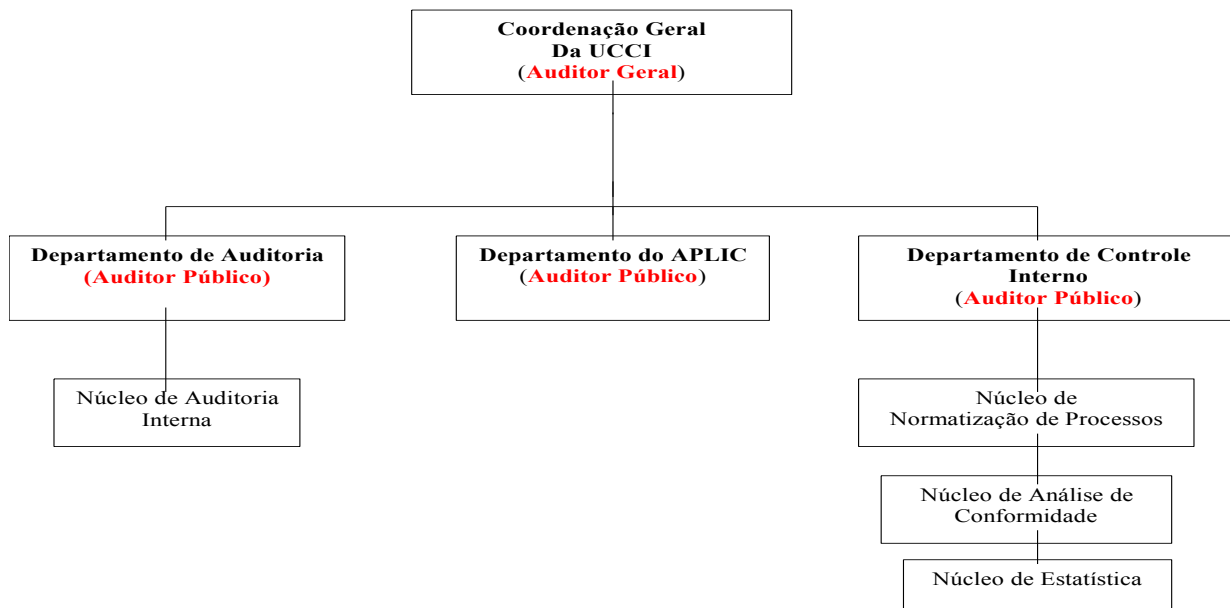 Coordenação Geral
Da UCCI
(Auditor Geral)
Departamento de Auditoria
(Auditor Público)
Departamento do APLIC
(Auditor Público)
Departamento de Controle
Interno
(Auditor Público)
Núcleo de Auditoria
Interna
Núcleo de
Normatização de Processos
Núcleo de Análise de
Conformidade
Núcleo de Estatística